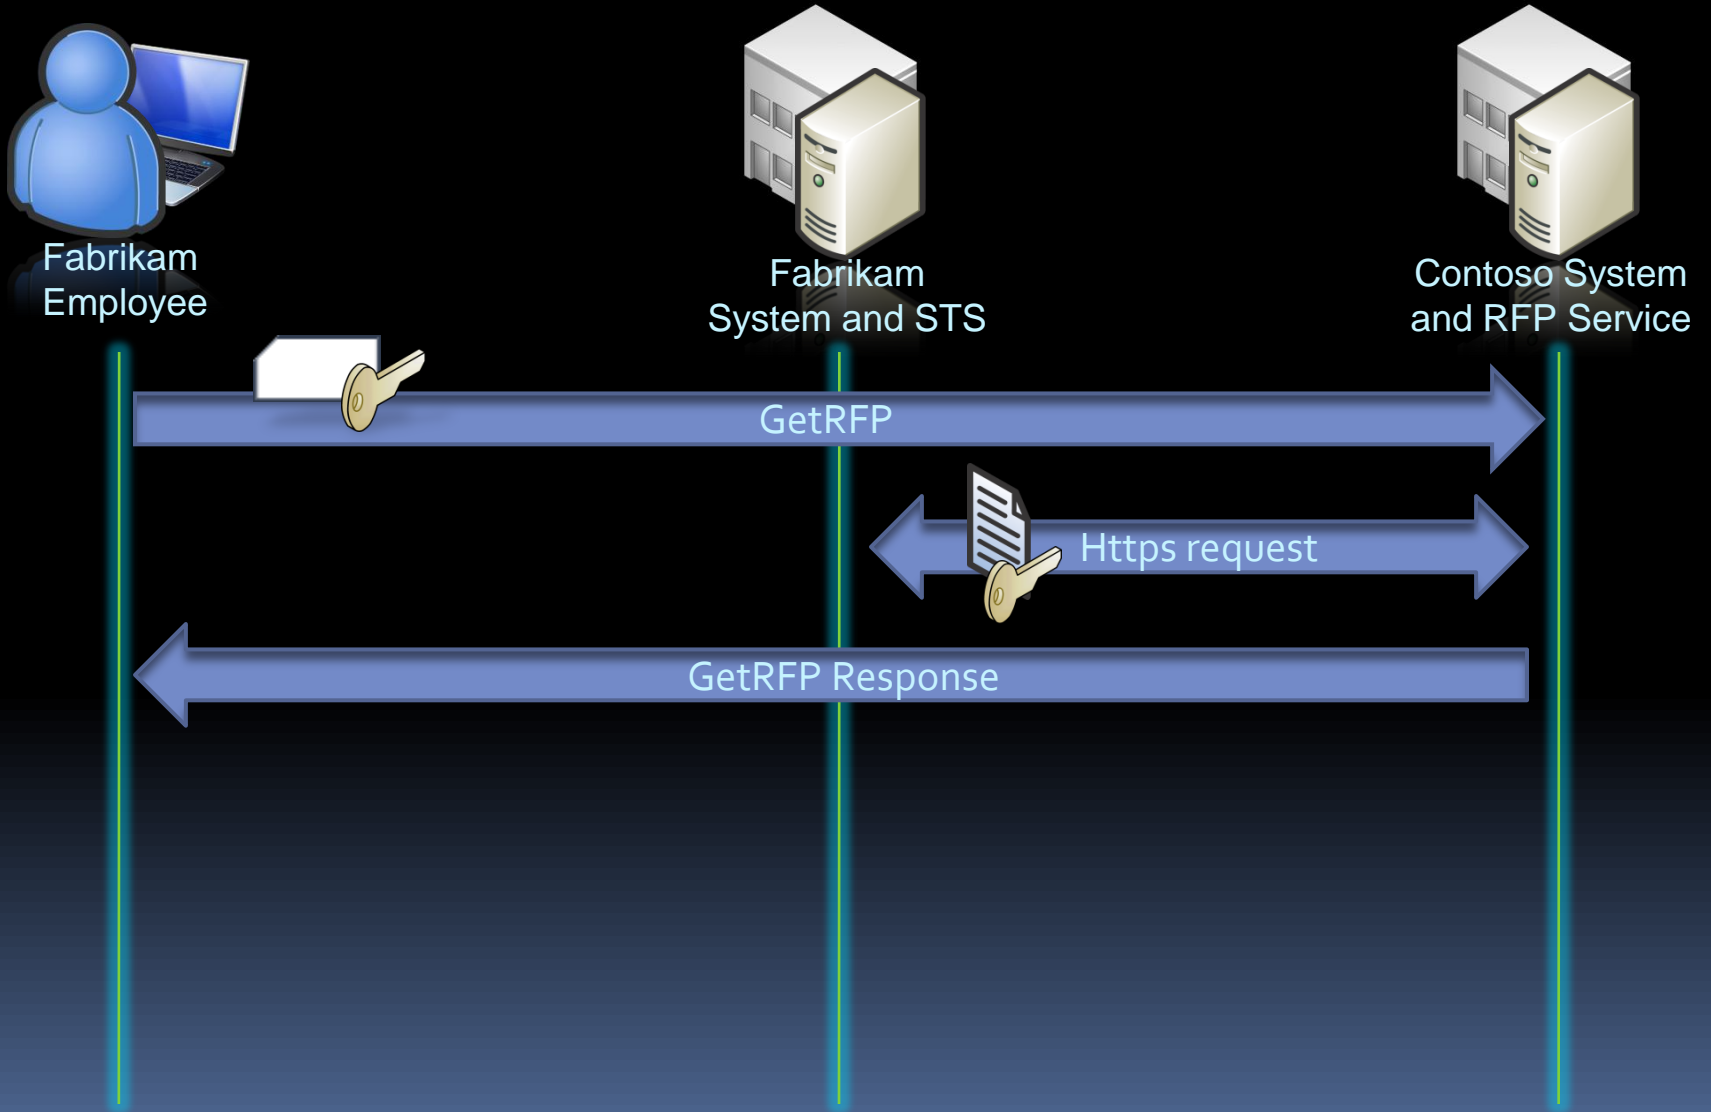 Fabrikam
Employee
Fabrikam
System and STS
Contoso System
and RFP Service
GetRFP
Https request
GetRFP Response